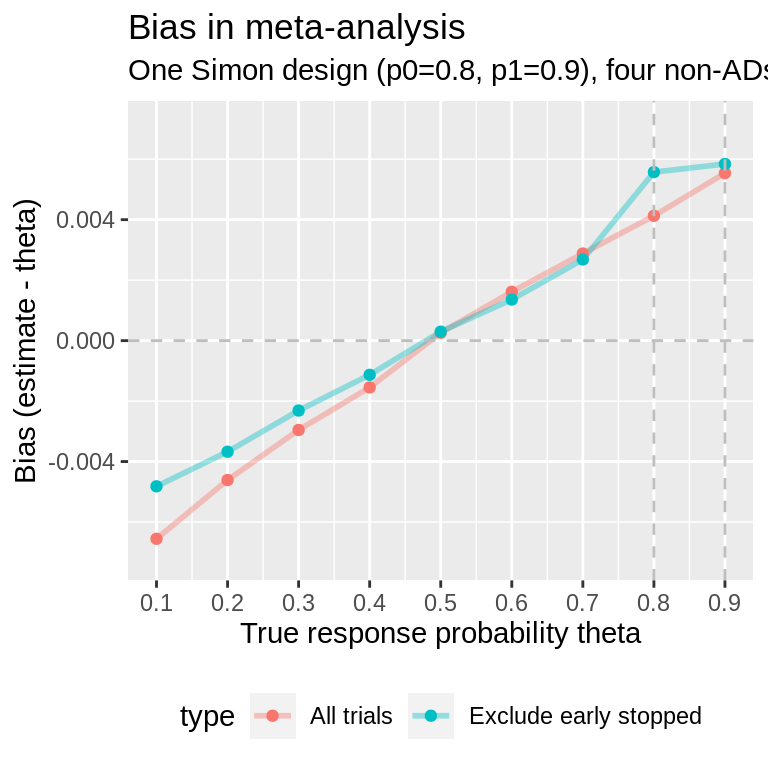 Bias in meta-analysis
One Simon design (p0=0.8, p1=0.9), four non-ADs
Bias (estimate - theta)
0.004
0.000
-0.004
0.1 0.2 0.3 0.4 0.5 0.6 0.7 0.8 0.9
True response probability theta
type All trials Exclude early stopped